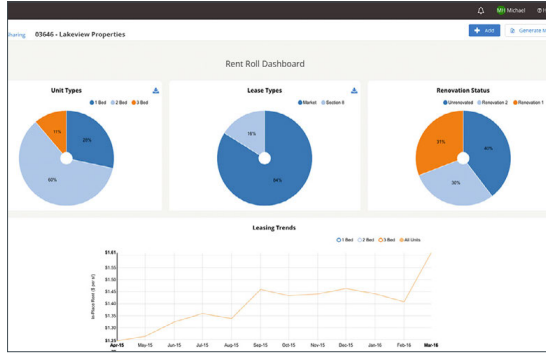 MH Michael
haring 03646 - Lakeview Properties
+ Add Generate
Rent Roll Dashboard
Unit Types
1 Bed 2 Bed 3 Bed
11%
28%
60%
Lease Types
Market Section 8
16%
84%
Renovation Status
Unrenovated Renovation 2 Renovation 1
31%
40%
30%
Leasing Trends
1 Bed 2 Bed 3 Bed All Units
In-Place Rent ($ per sf)
$1.61
$1.55
$1.50
$1.45
$1.40
$1.35
$1.30
$1.25
Apr-15 May-15 Jun-15 Jul-15 Aug-15 Sep-15 Oct-15 Nov-15 Dec-15 Jan-16 Feb-16 Mar-16